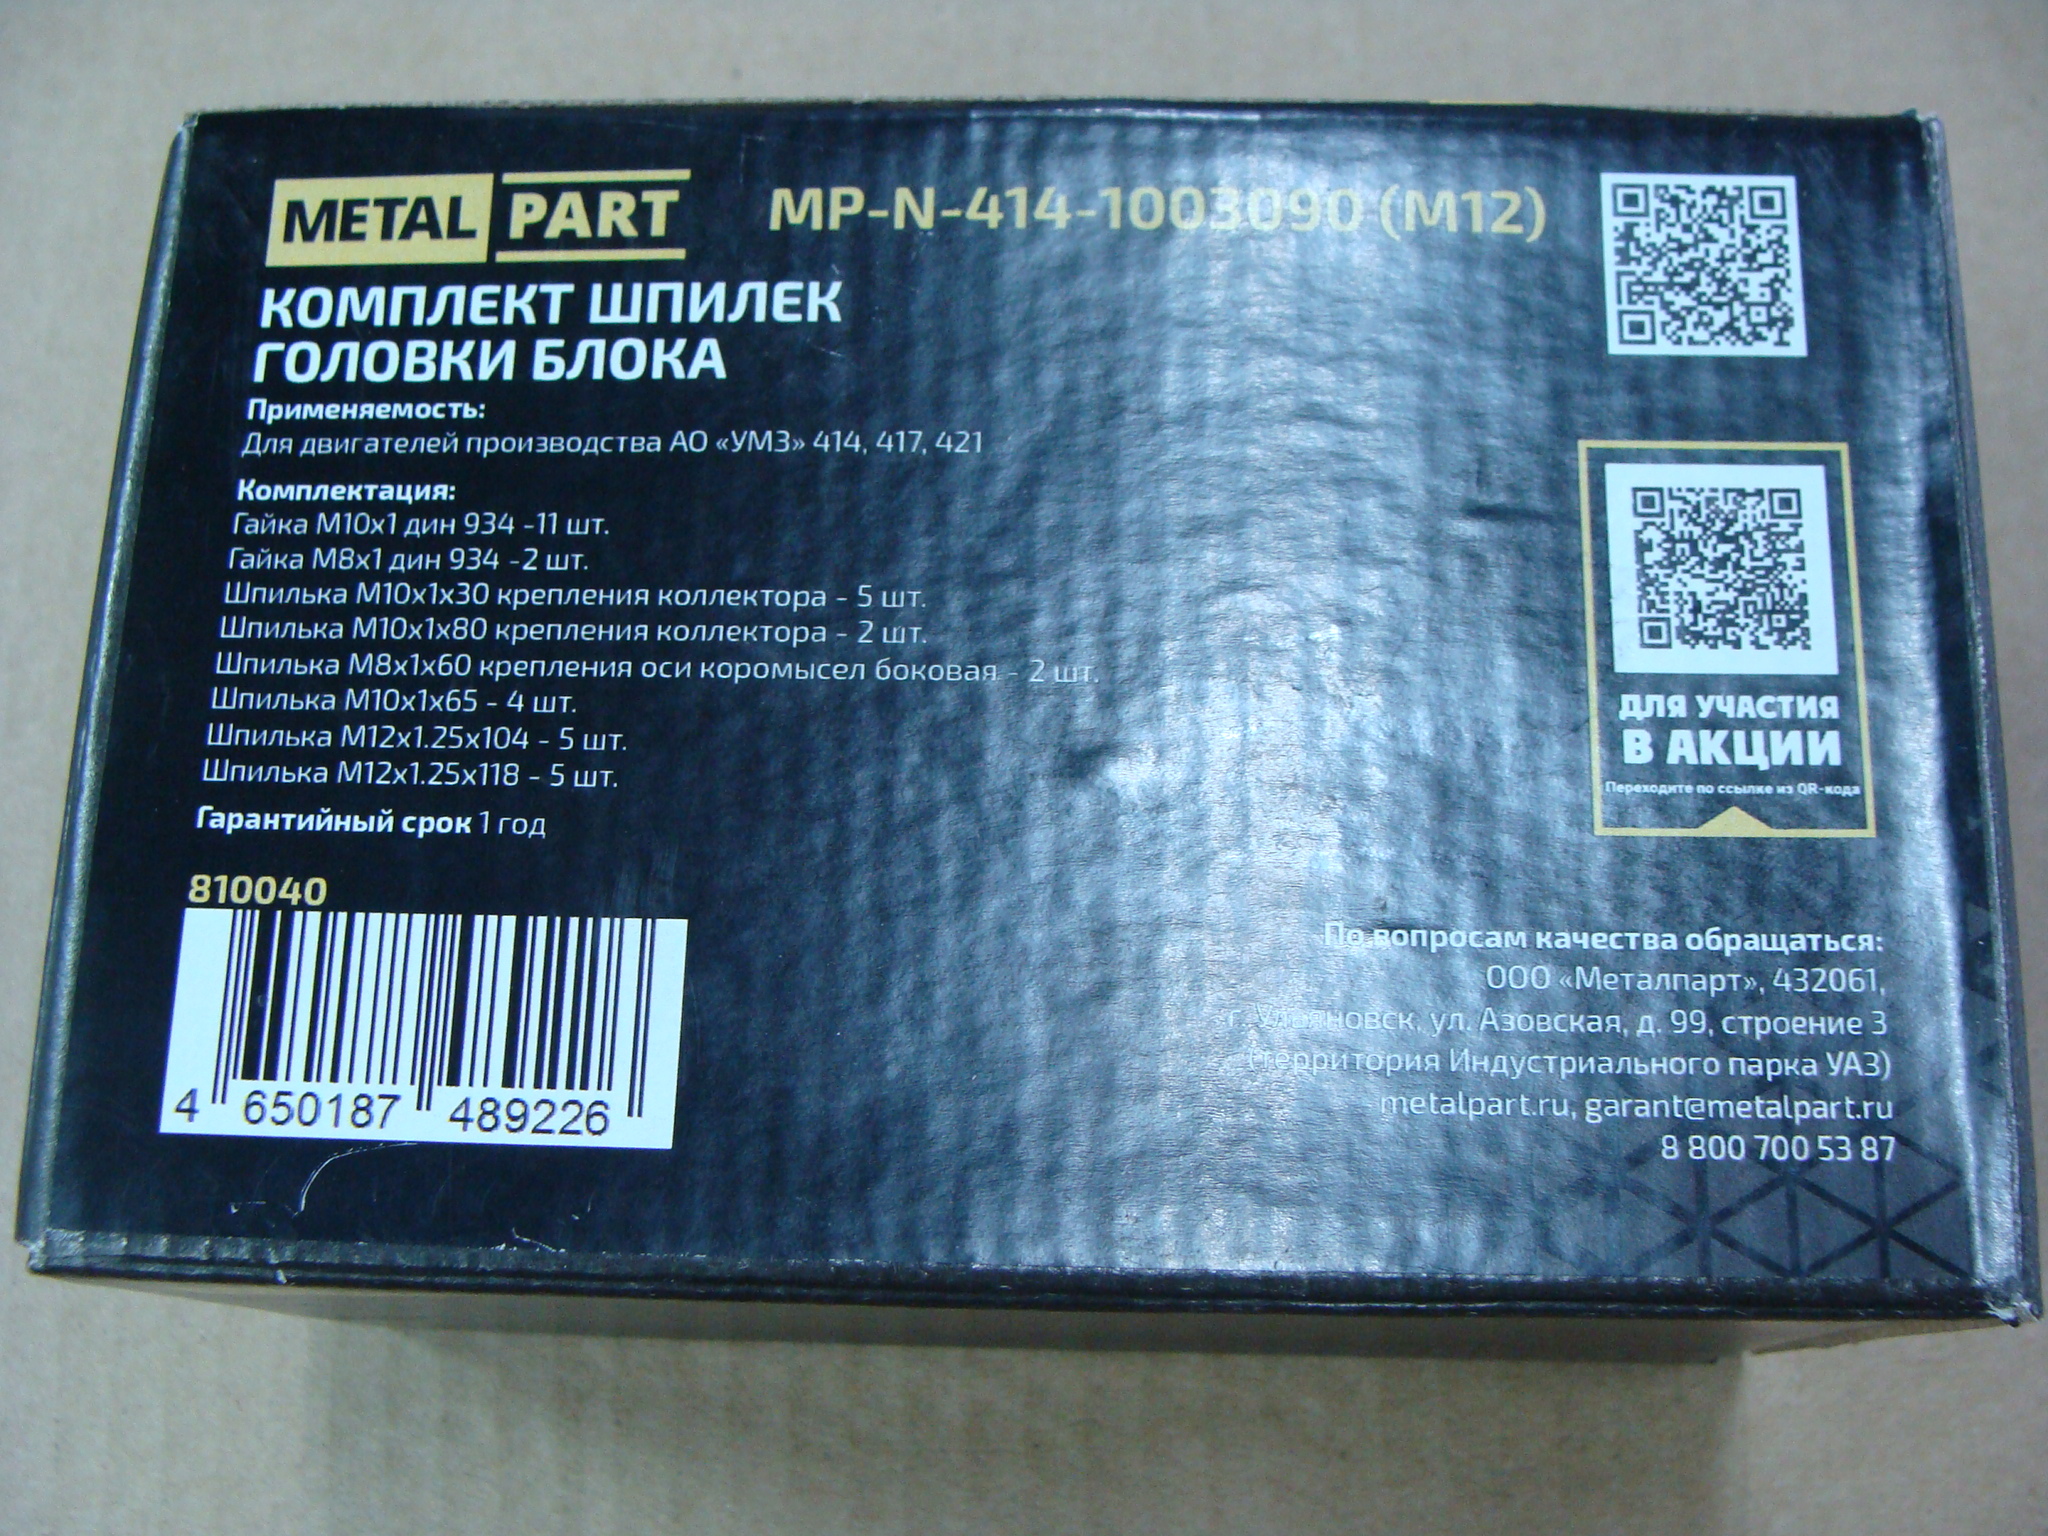 METAL PART MP-N-414-1003090 (M12)
КОМПЛЕКТ ШПИЛЕК
ГОЛОВКИ БЛОКА
Применяемость:
Для двигателей производства АО «УМЗ» 414, 417, 421
Комплектация:
Гайка М10х1 дин 934 -11 шт.
Гайка М8х1 дин 934 -2 шт.
Шпилька М10х1х30 крепления коллектора - 5 шт.
Шпилька М10х1х80 крепления коллектора - 2 шт.
Шпилька М8х1х60 крепления оси коромысел боковая - 2 шт.
Шпилька М10х1х65 - 4 шт.
Шпилька М12х1.25х104 - 5 шт.
Шпилька М12х1.25х118 - 5 шт.
Гарантийный срок 1 год
810040
4 650187 489226
ДЛЯ УЧАСТИЯ
В АКЦИИ
Переходите по ссылке из QR-кода
По вопросам качества обращаться:
ООО «Металпарт», 432061,
г. Ульяновск, ул. Азовская, д. 99, строение 3
(территория Индустриального парка УАЗ)
metalpart.ru, garant@metalpart.ru
8 800 700 53 87